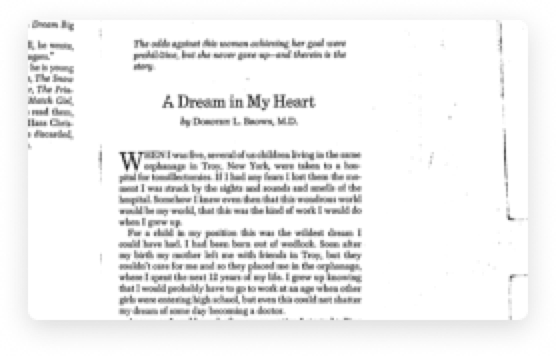 Dream Big
ll, he wrote,
agers."
he is young
, The Snow
r, The Prin-
Match Girl,
read them,
Hans Chris-
e discarded,
The odds against this woman achieving her goal were
prohibitive, but she never gave up—and therein is the
story.
A Dream in My Heart
by Dorothy L. Brown, M.D.
When I was five, several of us children living in the same
orphanage in Troy, New York, were taken to a hos-
pital for tonsillectomies. If I had any fears I lost them the mo-
ment I was struck by the sights and sounds and smells of the
hospital. Somehow I knew even then that this wondrous world
would be my world, that this was the kind of work I would do
when I grew up.
For a child in my position this was the wildest dream I
could have had. I had been born out of wedlock. Soon after
my birth my mother left me with friends in Troy, but they
couldn't care for me and so they placed me in the orphanage,
where I spent the next 12 years of my life. I grew up knowing
that I would probably have to go to work at an age when other
girls were entering high school, but even this could not shatter
my dream of some day becoming a doctor.